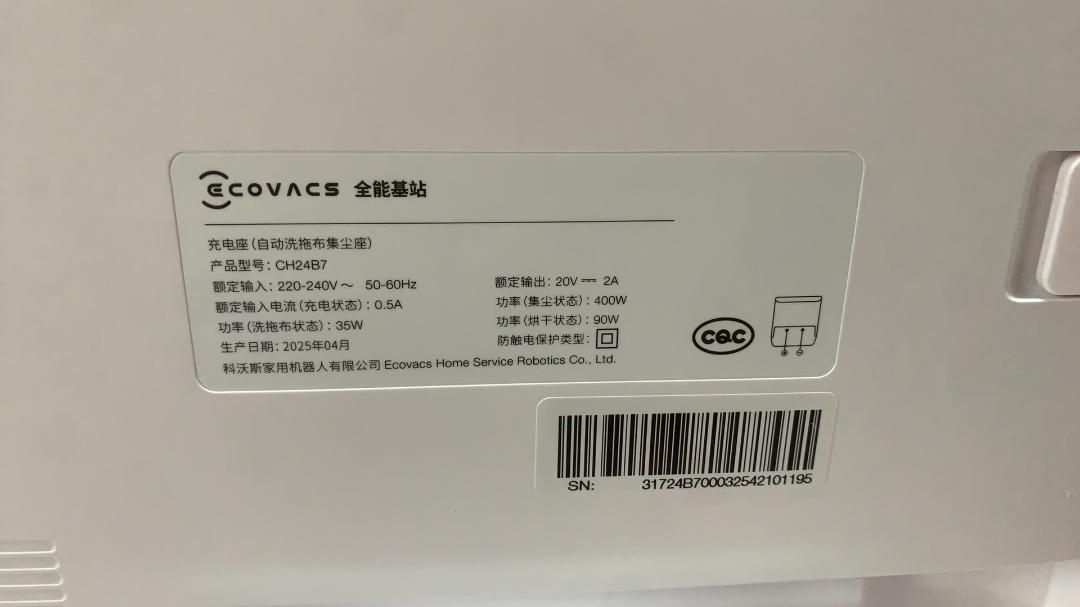 ECOVACS 全能基站
充电座(自动洗拖布集尘座)
产品型号: CH24B7
额定输入: 220-240V～ 50-60Hz
额定输出: 20V⎓ 2A
额定输入电流(充电状态): 0.5A
功率(集尘状态): 400W
功率(洗拖布状态): 35W
功率(烘干状态): 90W
生产日期: 2025年04月
防触电保护类型:
科沃斯家用机器人有限公司 Ecovacs Home Service Robotics Co., Ltd.
CQC
SN: 31724B700032542101195